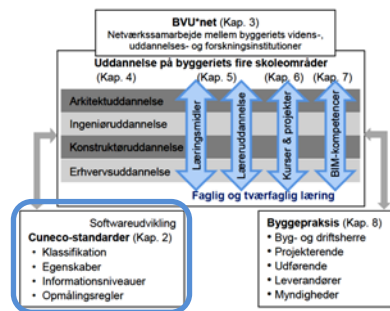 BVU*net (Kap. 3)
Netværkssamarbejde mellem byggeriets videns-,
uddannelses- og forskningsinstitutioner
Uddannelse på byggeriets fire skoleområder
(Kap. 4) (Kap. 5) (Kap. 6) (Kap. 7)
Arkitektuddannelse
Ingeniøruddannelse
Konstruktøruddannelse
Erhvervsuddannelse
Læringsmidler
Læreruddannelse
Kurser & projekter
BIM-kompetencer
Faglig og tværfaglig læring
Softwareudvikling
Cuneco-standarder (Kap. 2)
• Klassifikation
• Egenskaber
• Informationsniveauer
• Opmålingsregler
Byggepraksis (Kap. 8)
• Byg- og driftsherre
• Projekterende
• Udførende
• Leverandører
• Myndigheder